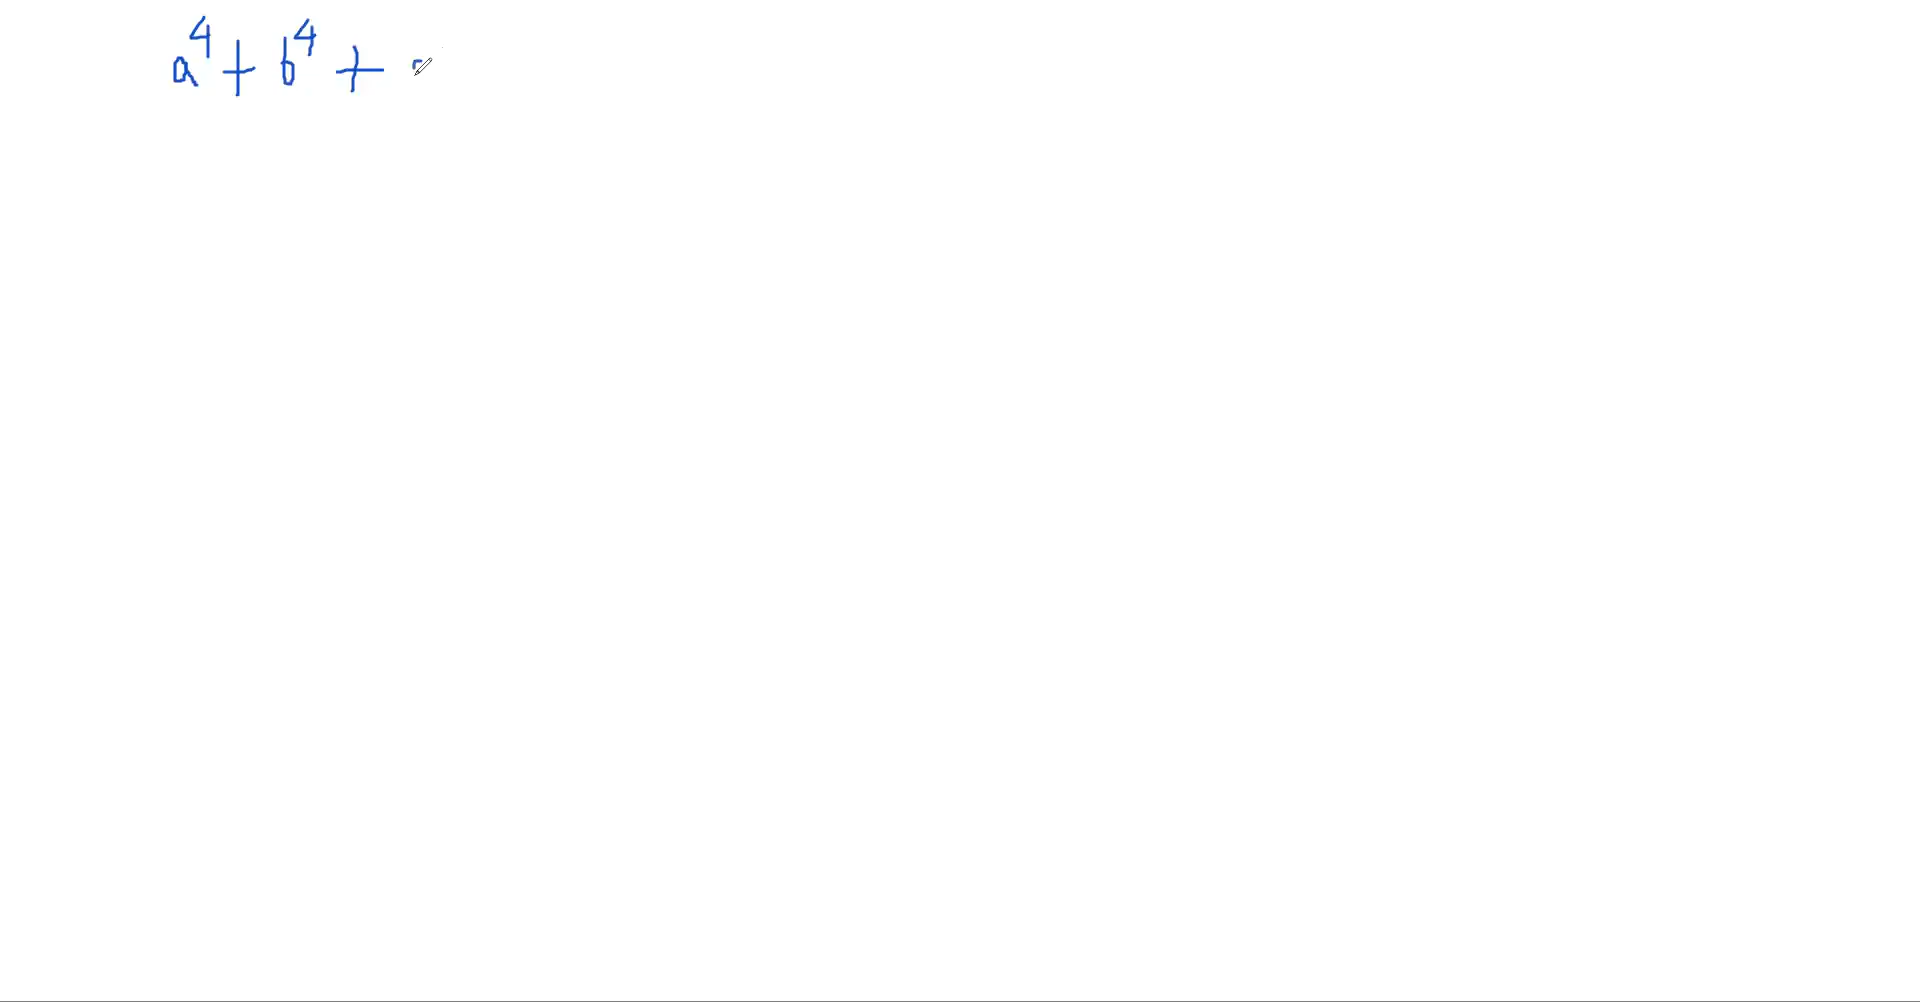 a⁴ + b⁴ +